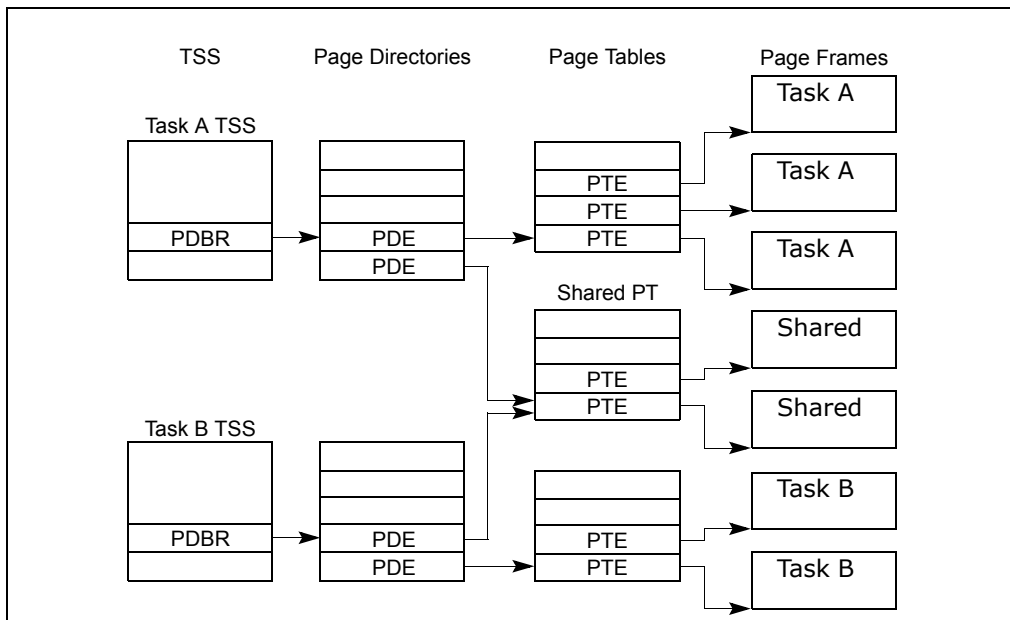 TSS Page Directories Page Tables Page Frames
Task A
Task A TSS
PTE
Task A
PTE
PDBR PDE PTE
Task A
PDE
Shared PT
Shared
PTE
PTE
Shared
Task B TSS
Task B
PDBR PDE PTE
PDE PTE
Task B